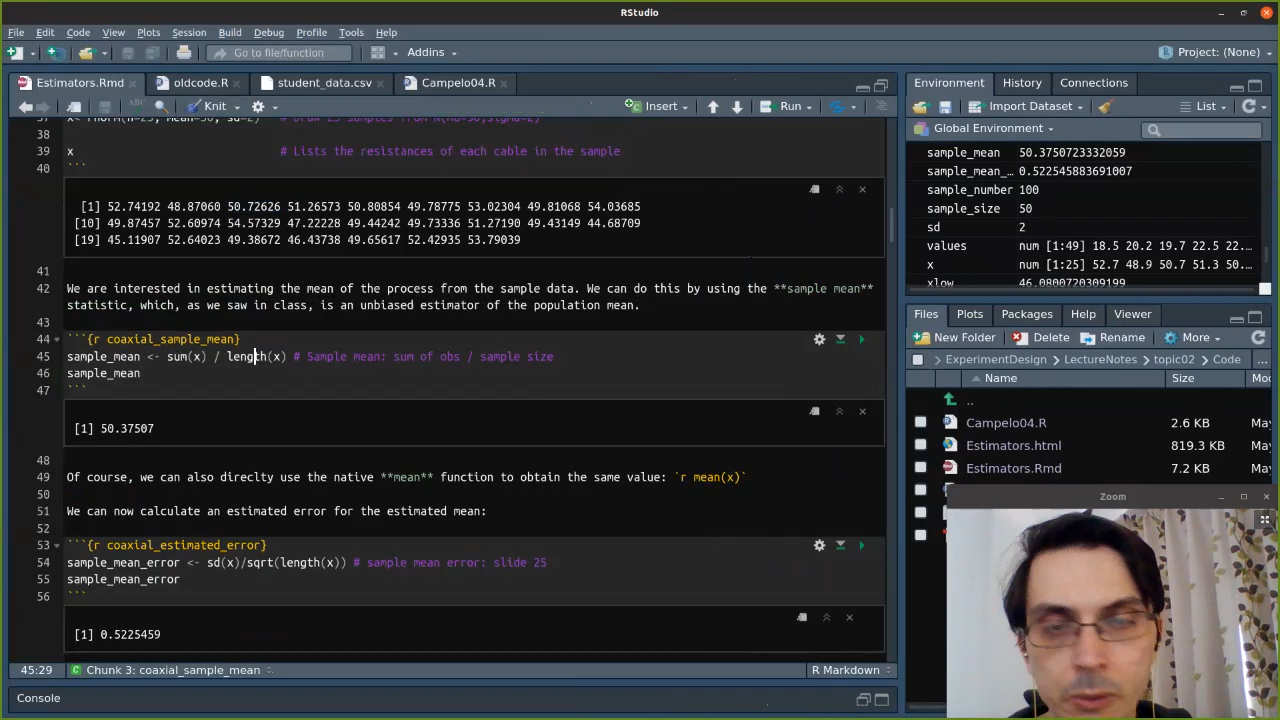 RStudio
File Edit Code View Plots Session Build Debug Profile Tools Help
Go to file/function Addins Project: (None)
Estimators.Rmd oldcode.R student_data.csv Campelo04.R
Knit Insert Run
38
39 x # Lists the resistances of each cable in the sample
40 ```
[1] 52.74192 48.87060 50.72626 51.26573 50.80854 49.78775 53.02304 49.81068 54.03685
[10] 49.87457 52.60974 54.57329 47.22228 49.44242 49.73336 51.27190 49.43149 44.68709
[19] 45.11907 52.64023 49.38672 46.43738 49.65617 52.42935 53.79039
41
42 We are interested in estimating the mean of the process from the sample data. We can do this by using the **sample mean**
statistic, which, as we saw in class, is an unbiased estimator of the population mean.
43
44 ```{r coaxial_sample_mean}
45 sample_mean <- sum(x) / length(x) # Sample mean: sum of obs / sample size
46 sample_mean
47 ```
[1] 50.37507
48
49 Of course, we can also direclty use the native **mean** function to obtain the same value: `r mean(x)`
50
51 We can now calculate an estimated error for the estimated mean:
52
53 ```{r coaxial_estimated_error}
54 sample_mean_error <- sd(x)/sqrt(length(x)) # sample mean error: slide 25
55 sample_mean_error
56 ```
[1] 0.5225459
45:29 Chunk 3: coaxial_sample_mean R Markdown
Console
Environment History Connections
Import Dataset List
Global Environment
sample_mean 50.3750723332059
sample_mean_… 0.522545883691007
sample_number 100
sample_size 50
sd 2
values num [1:49] 18.5 20.2 19.7 22.5 22.…
x num [1:25] 52.7 48.9 50.7 51.3 50.…
xlow 46.0800720309199
Files Plots Packages Help Viewer
New Folder Delete Rename More
ExperimentDesign LectureNotes topic02 Code ...
Name Size Mo
..
Campelo04.R 2.6 KB Ma
Estimators.html 819.3 KB Ma
Estimators.Rmd 7.2 KB Ma
Zoom